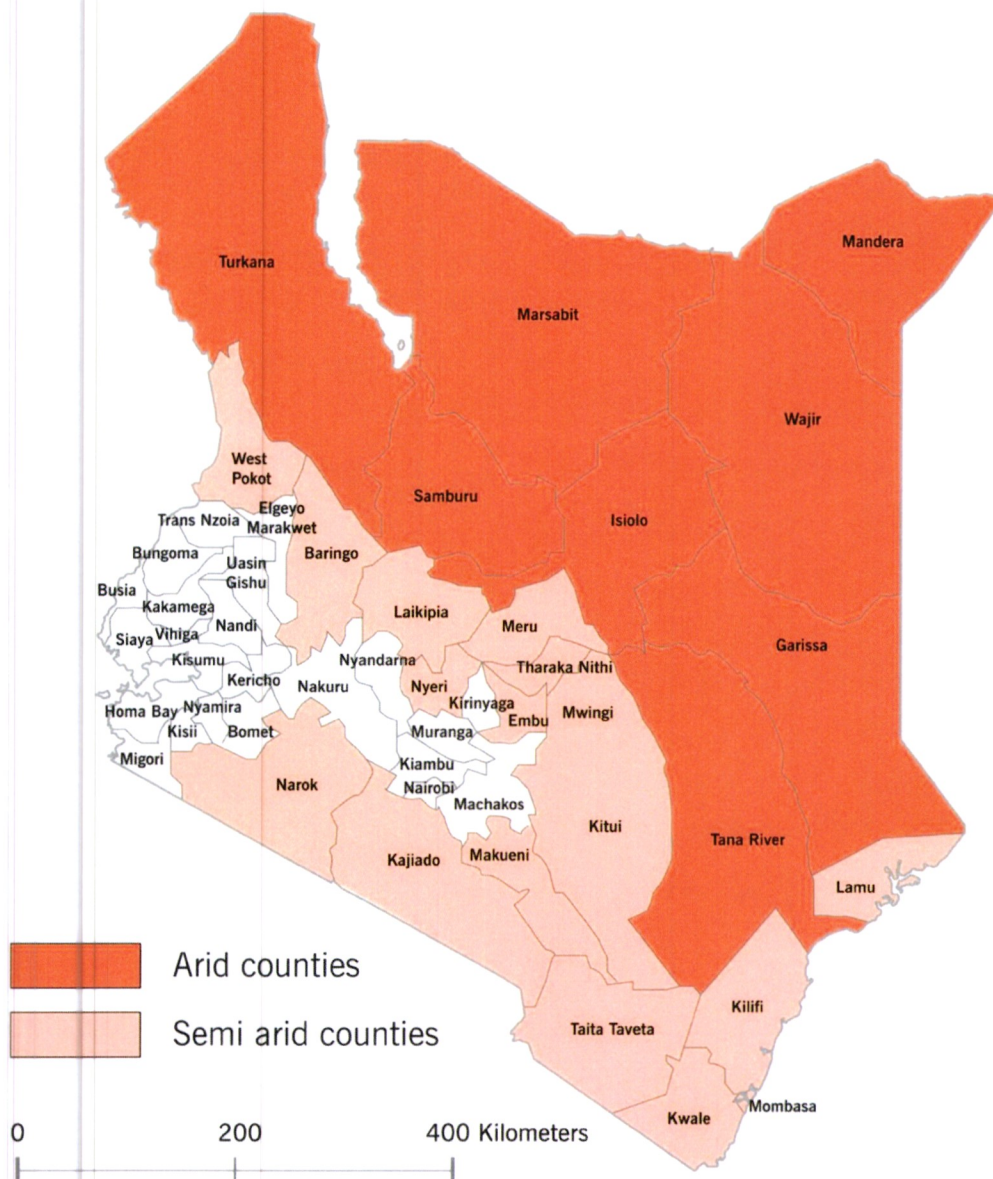 Turkana
Mandera
Marsabit
Wajir
West
Pokot
Samburu
Isiolo
Trans Nzoia
Elgeyo
Marakwet
Bungoma
Baringo
Uasin
Gishu
Busia
Kakamega
Laikipia
Meru
Siaya
Vihiga
Nandi
Garissa
Kisumu
Nyandarna
Tharaka Nithi
Kericho
Nakuru
Nyeri
Kirinyaga
Homa Bay
Nyamira
Embu
Mwingi
Kisii
Bomet
Muranga
Migori
Kiambu
Narok
Nairobi
Machakos
Kitui
Tana River
Kajiado
Makueni
Lamu
Arid counties
Kilifi
Semi arid counties
Taita Taveta
Mombasa
Kwale
0 200 400 Kilometers